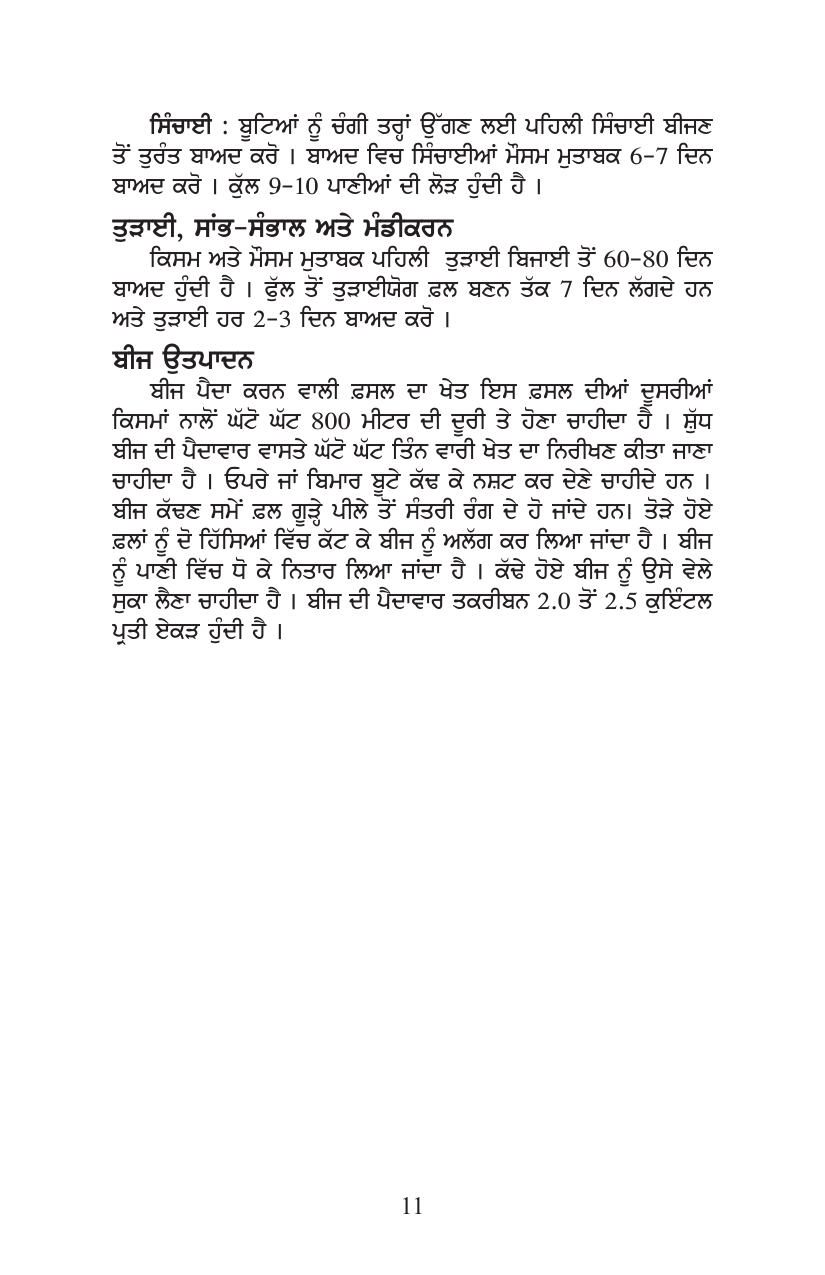 ਸਿੰਚਾਈ : ਬੂਟਿਆਂ ਨੂੰ ਚੰਗੀ ਤਰ੍ਹਾਂ ਉੱਗਣ ਲਈ ਪਹਿਲੀ ਸਿੰਚਾਈ ਬੀਜਣ
ਤੋਂ ਤੁਰੰਤ ਬਾਅਦ ਕਰੋ । ਬਾਅਦ ਵਿਚ ਸਿੰਚਾਈਆਂ ਮੌਸਮ ਮੁਤਾਬਕ 6-7 ਦਿਨ
ਬਾਅਦ ਕਰੋ । ਕੁੱਲ 9-10 ਪਾਣੀਆਂ ਦੀ ਲੋੜ ਹੁੰਦੀ ਹੈ ।
ਤੁੜਾਈ, ਸਾਂਭ-ਸੰਭਾਲ ਅਤੇ ਮੰਡੀਕਰਨ
ਕਿਸਮ ਅਤੇ ਮੌਸਮ ਮੁਤਾਬਕ ਪਹਿਲੀ ਤੁੜਾਈ ਬਿਜਾਈ ਤੋਂ 60-80 ਦਿਨ
ਬਾਅਦ ਹੁੰਦੀ ਹੈ । ਫੁੱਲ ਤੋਂ ਤੁੜਾਈਯੋਗ ਫ਼ਲ ਬਣਨ ਤੱਕ 7 ਦਿਨ ਲੱਗਦੇ ਹਨ
ਅਤੇ ਤੁੜਾਈ ਹਰ 2-3 ਦਿਨ ਬਾਅਦ ਕਰੋ ।
ਬੀਜ ਉਤਪਾਦਨ
ਬੀਜ ਪੈਦਾ ਕਰਨ ਵਾਲੀ ਫ਼ਸਲ ਦਾ ਖੇਤ ਇਸ ਫ਼ਸਲ ਦੀਆਂ ਦੂਸਰੀਆਂ
ਕਿਸਮਾਂ ਨਾਲੋਂ ਘੱਟੋ ਘੱਟ 800 ਮੀਟਰ ਦੀ ਦੂਰੀ ਤੇ ਹੋਣਾ ਚਾਹੀਦਾ ਹੈ । ਸ਼ੁੱਧ
ਬੀਜ ਦੀ ਪੈਦਾਵਾਰ ਵਾਸਤੇ ਘੱਟੋ ਘੱਟ ਤਿੰਨ ਵਾਰੀ ਖੇਤ ਦਾ ਨਿਰੀਖਣ ਕੀਤਾ ਜਾਣਾ
ਚਾਹੀਦਾ ਹੈ । ਓਪਰੇ ਜਾਂ ਬਿਮਾਰ ਬੂਟੇ ਕੱਢ ਕੇ ਨਸ਼ਟ ਕਰ ਦੇਣੇ ਚਾਹੀਦੇ ਹਨ ।
ਬੀਜ ਕੱਢਣ ਸਮੇਂ ਫ਼ਲ ਗੂੜ੍ਹੇ ਪੀਲੇ ਤੋਂ ਸੰਤਰੀ ਰੰਗ ਦੇ ਹੋ ਜਾਂਦੇ ਹਨ। ਤੋੜੇ ਹੋਏ
ਫ਼ਲਾਂ ਨੂੰ ਦੋ ਹਿੱਸਿਆਂ ਵਿੱਚ ਕੱਟ ਕੇ ਬੀਜ ਨੂੰ ਅਲੱਗ ਕਰ ਲਿਆ ਜਾਂਦਾ ਹੈ । ਬੀਜ
ਨੂੰ ਪਾਣੀ ਵਿੱਚ ਧੋ ਕੇ ਨਿਤਾਰ ਲਿਆ ਜਾਂਦਾ ਹੈ । ਕੱਢੇ ਹੋਏ ਬੀਜ ਨੂੰ ਉਸੇ ਵੇਲੇ
ਸੁਕਾ ਲੈਣਾ ਚਾਹੀਦਾ ਹੈ । ਬੀਜ ਦੀ ਪੈਦਾਵਾਰ ਤਕਰੀਬਨ 2.0 ਤੋਂ 2.5 ਕੁਇੰਟਲ
ਪ੍ਰਤੀ ਏਕੜ ਹੁੰਦੀ ਹੈ ।
11